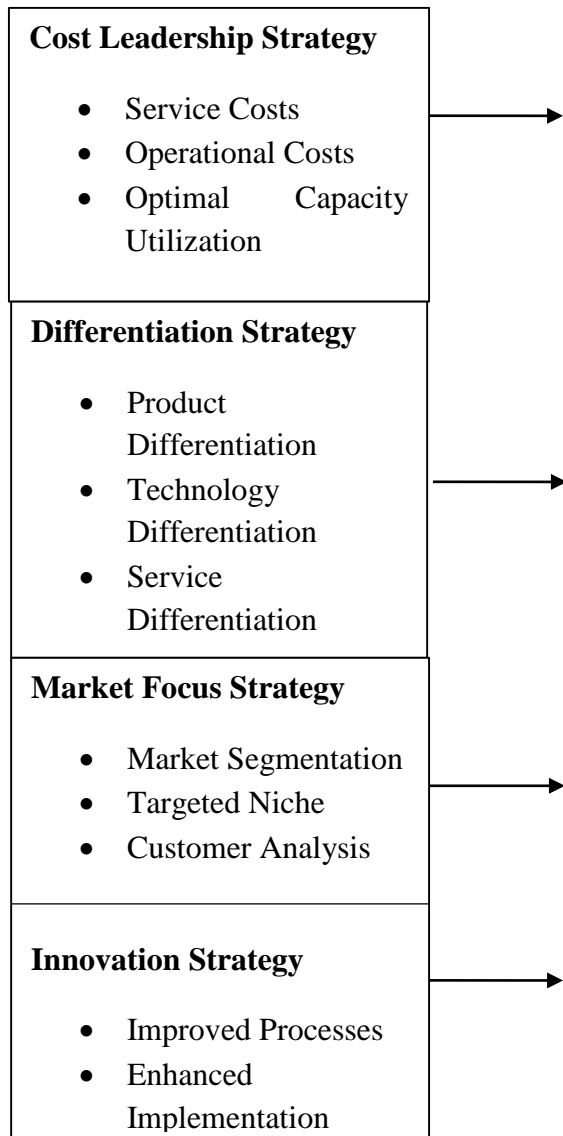 Cost Leadership Strategy
• Service Costs
• Operational Costs
• Optimal Capacity
Utilization
Differentiation Strategy
• Product
Differentiation
• Technology
Differentiation
• Service
Differentiation
Market Focus Strategy
• Market Segmentation
• Targeted Niche
• Customer Analysis
Innovation Strategy
• Improved Processes
• Enhanced
Implementation